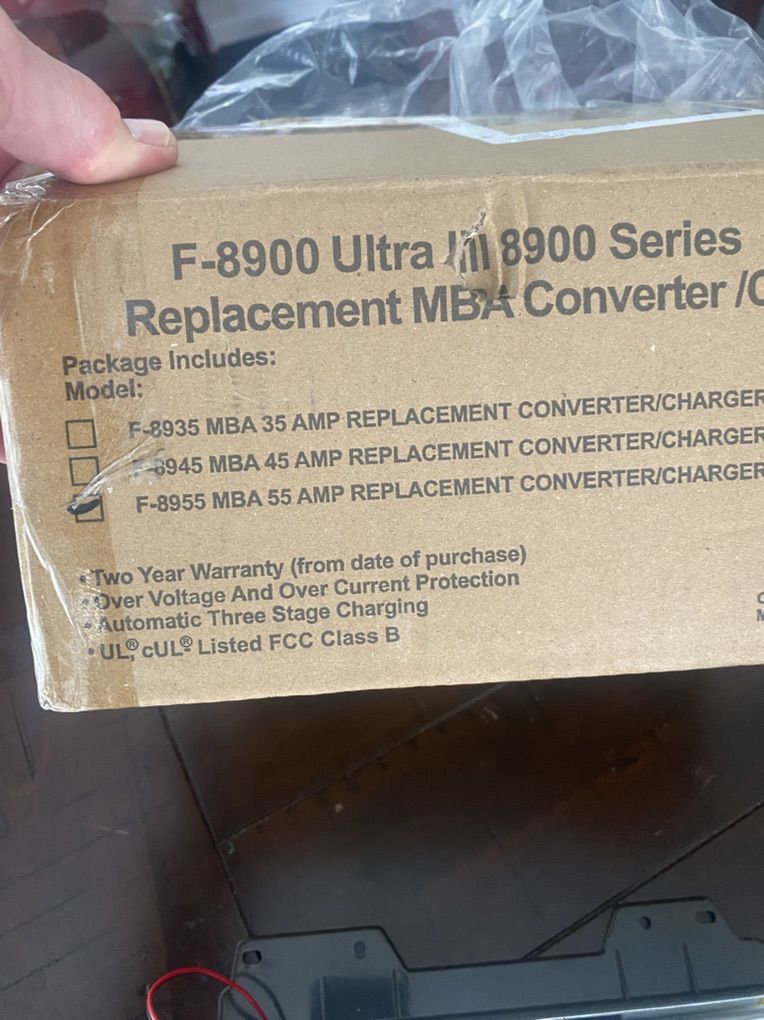 F-8900 Ultra III 8900 Series
Replacement MBA Converter /C
Package Includes:
Model:
F-8935 MBA 35 AMP REPLACEMENT CONVERTER/CHARGER
F-8945 MBA 45 AMP REPLACEMENT CONVERTER/CHARGER
F-8955 MBA 55 AMP REPLACEMENT CONVERTER/CHARGER
• Two Year Warranty (from date of purchase)
• Over Voltage And Over Current Protection
• Automatic Three Stage Charging
• UL®, cUL® Listed FCC Class B